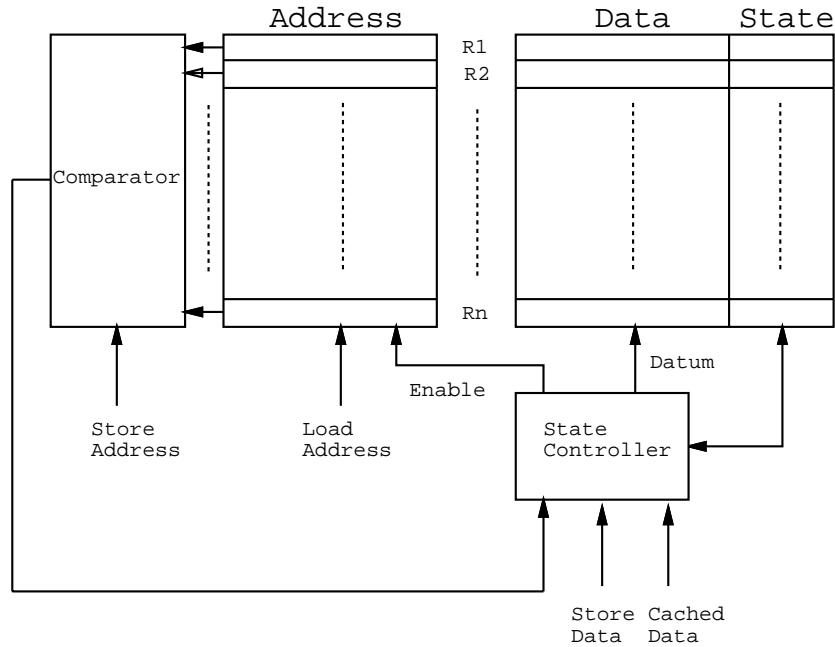 Address
Data
State
R1
R2
Comparator
Rn
Datum
Enable
Store
Address
Load
Address
State
Controller
Store
Data
Cached
Data